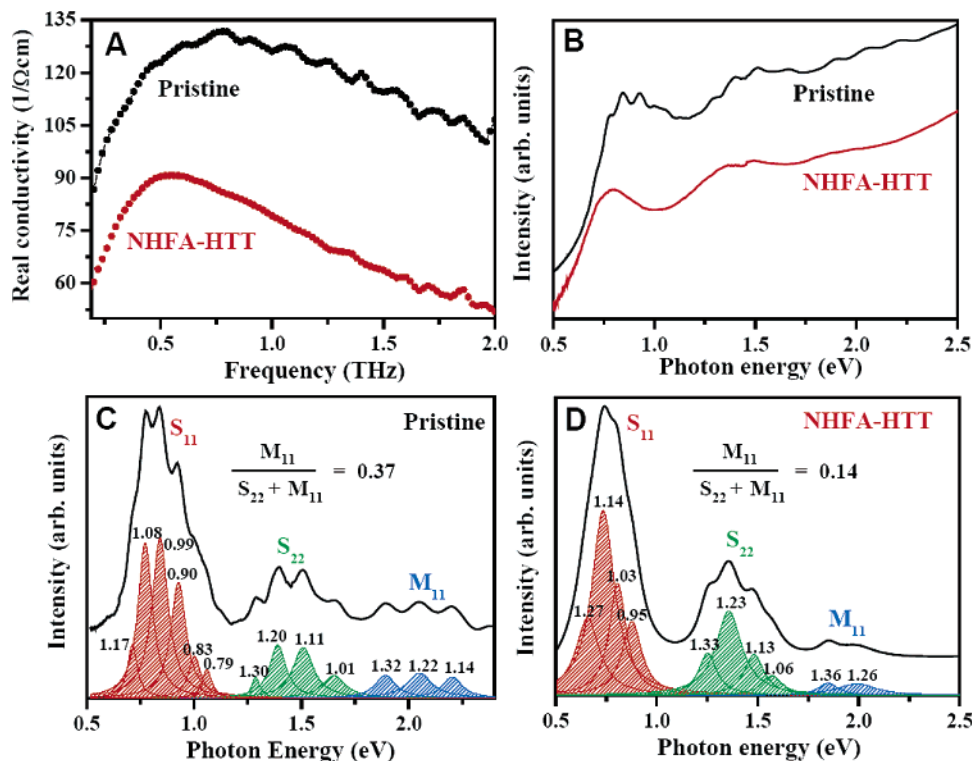 A
Real conductivity (1/Ωcm)
135
120
105
90
75
60
Pristine
NHFA-HTT
0.5
1.0
1.5
2.0
Frequency (THz)
B
Intensity (arb. units)
Pristine
NHFA-HTT
0.5
1.0
1.5
2.0
2.5
Photon energy (eV)
C
Pristine
Intensity (arb. units)
S11
M11
S22 + M11
= 0.37
1.08
0.99
0.90
1.17
0.83
0.79
S22
1.30
1.20
1.11
1.01
M11
1.32
1.22
1.14
0.5
1.0
1.5
2.0
Photon Energy (eV)
D
NHFA-HTT
Intensity (arb. units)
S11
M11
S22 + M11
= 0.14
1.14
1.03
1.27
0.95
S22
1.33
1.23
1.13
1.06
M11
1.36
1.26
0.5
1.0
1.5
2.0
2.5
Photon energy (eV)